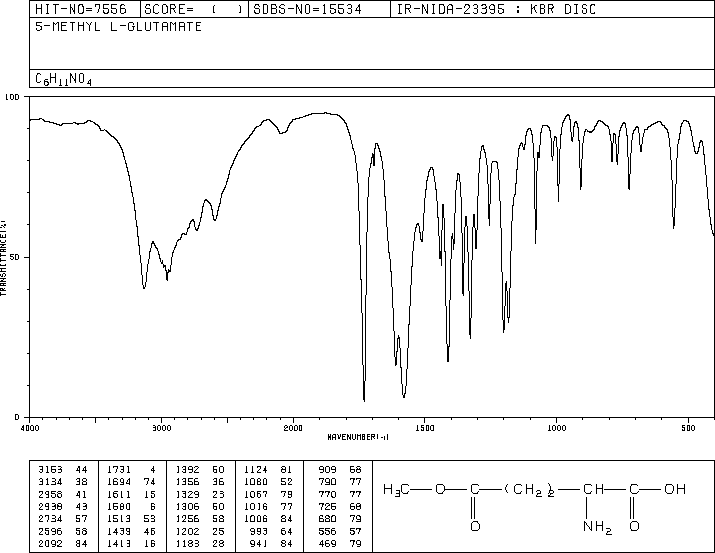 HIT-NO=7556 SCORE= ( ) SDBS-NO=15534 IR-NIDA-23395 : KBR DISC
5-METHYL L-GLUTAMATE
C6H11NO4
100
50
0
TRANSMITTANCE(%)
4000 3000 2000 1500 1000 500
WAVENUMBER(-1)
3153 44 1731 4 1392 50 1124 81 909 68
3134 38 1694 74 1356 36 1080 52 790 77
2958 41 1611 15 1329 23 1067 79 770 77
2938 43 1580 6 1306 50 1016 77 725 68
2734 57 1513 53 1256 58 1006 84 680 79
2596 58 1439 46 1202 25 993 64 556 57
2092 84 1413 16 1183 28 941 84 469 79
H3C—O—C—(CH2)2—CH—C—OH
O NH2 O